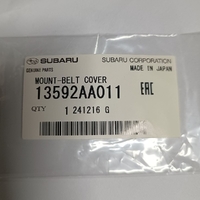 SUBARU SUBARU CORPORATION
GENUINE PARTS MADE IN JAPAN
MOUNT-BELT COVER
13592AA011 EAC
QTY 1 241216 G